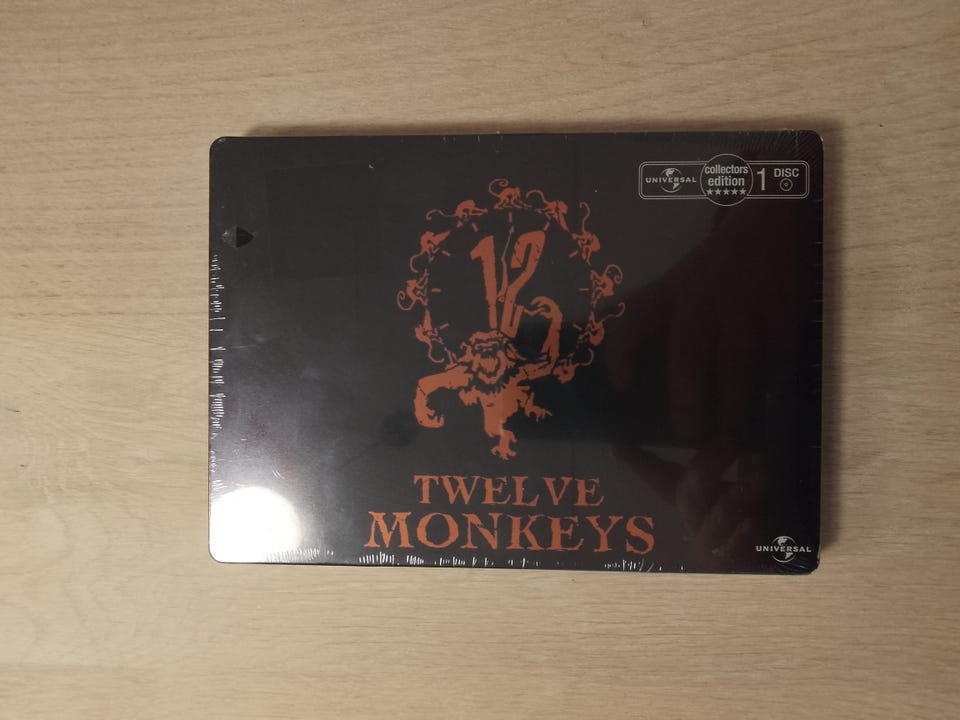 UNIVERSAL
collectors
edition
1 DISC
12
TWELVE
MONKEYS
UNIVERSAL